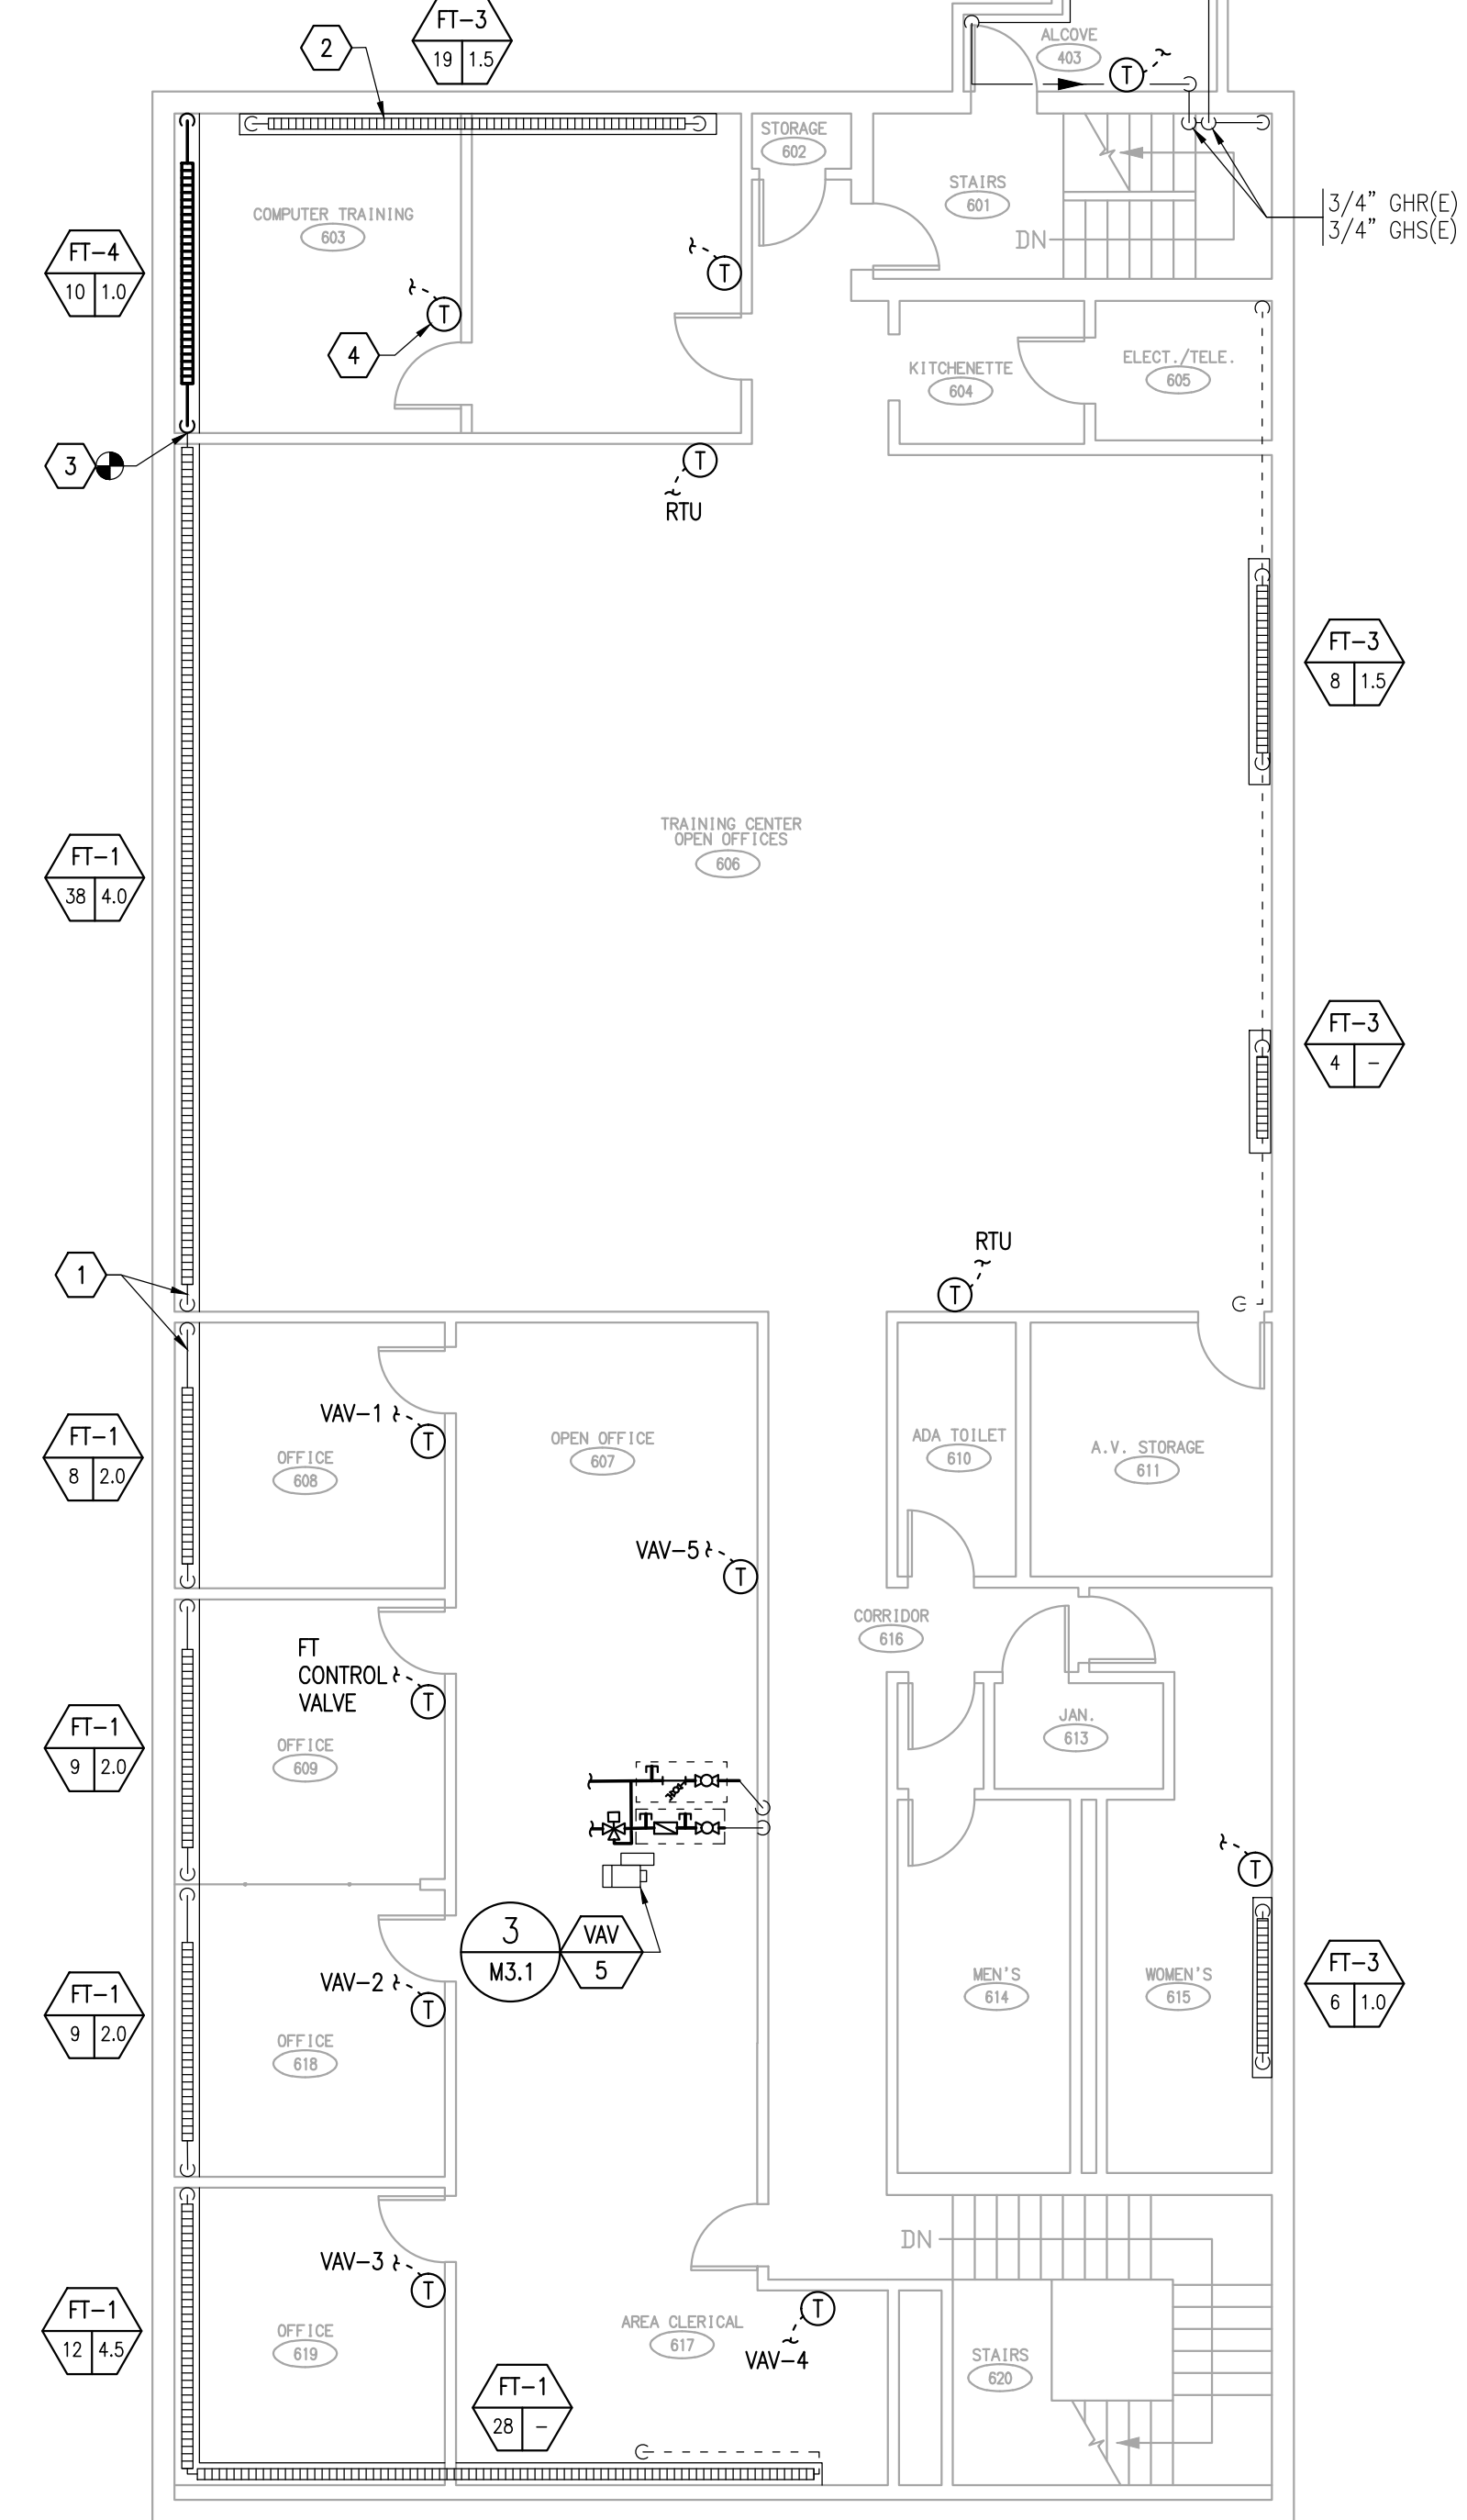 FT-3
19 1.5
2
ALCOVE
403
T
STORAGE
602
STAIRS
601
DN
3/4" GHR(E)
3/4" GHS(E)
COMPUTER TRAINING
603
FT-4
10 1.0
T
T
4
KITCHENETTE
604
ELECT./TELE.
605
3
T
RTU
FT-3
8 1.5
TRAINING CENTER
OPEN OFFICES
606
FT-1
38 4.0
FT-3
4 -
RTU
T
1
VAV-1
T
OFFICE
608
OPEN OFFICE
607
ADA TOILET
610
A.V. STORAGE
611
FT-1
8 2.0
VAV-5
T
CORRIDOR
616
FT
CONTROL
VALVE
T
OFFICE
609
JAN.
613
FT-1
9 2.0
T
3
M3.1
VAV
5
VAV-2
T
MEN'S
614
WOMEN'S
615
FT-3
6 1.0
FT-1
9 2.0
OFFICE
618
DN
VAV-3
T
T
VAV-4
FT-1
12 4.5
OFFICE
619
AREA CLERICAL
617
STAIRS
620
FT-1
28 -